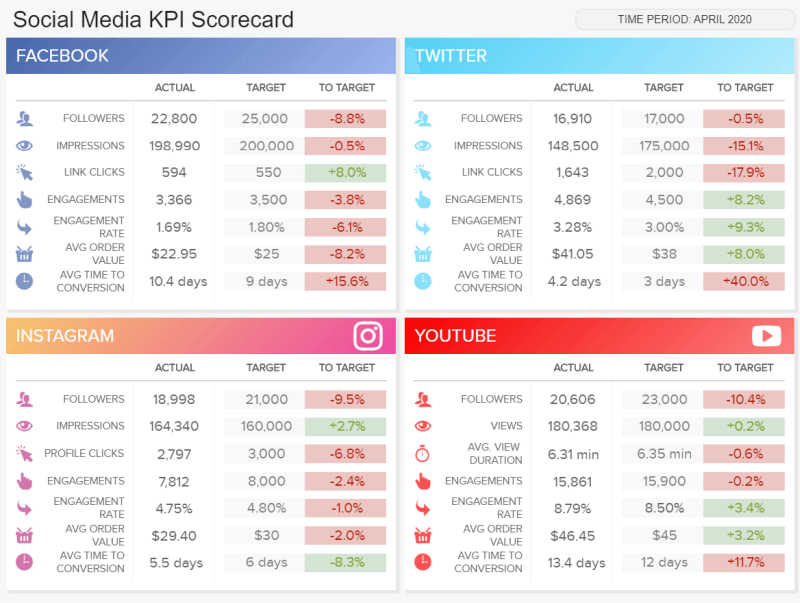 Social Media KPI Scorecard
TIME PERIOD: APRIL 2020
FACEBOOK
ACTUAL TARGET TO TARGET
FOLLOWERS 22,800 25,000 -8.8%
IMPRESSIONS 198,990 200,000 -0.5%
LINK CLICKS 594 550 +8.0%
ENGAGEMENTS 3,366 3,500 -3.8%
ENGAGEMENT
RATE 1.69% 1.80% -6.1%
AVG ORDER
VALUE $22.95 $25 -8.2%
AVG TIME TO
CONVERSION 10.4 days 9 days +15.6%
TWITTER
ACTUAL TARGET TO TARGET
FOLLOWERS 16,910 17,000 -0.5%
IMPRESSIONS 148,500 175,000 -15.1%
LINK CLICKS 1,643 2,000 -17.9%
ENGAGEMENTS 4,869 4,500 +8.2%
ENGAGEMENT
RATE 3.28% 3.00% +9.3%
AVG ORDER
VALUE $41.05 $38 +8.0%
AVG TIME TO
CONVERSION 4.2 days 3 days +40.0%
INSTAGRAM
ACTUAL TARGET TO TARGET
FOLLOWERS 18,998 21,000 -9.5%
IMPRESSIONS 164,340 160,000 +2.7%
PROFILE CLICKS 2,797 3,000 -6.8%
ENGAGEMENTS 7,812 8,000 -2.4%
ENGAGEMENT
RATE 4.75% 4.80% -1.0%
AVG ORDER
VALUE $29.40 $30 -2.0%
AVG TIME TO
CONVERSION 5.5 days 6 days -8.3%
YOUTUBE
ACTUAL TARGET TO TARGET
FOLLOWERS 20,606 23,000 -10.4%
VIEWS 180,368 180,000 +0.2%
AVG. VIEW
DURATION 6.31 min 6.35 min -0.6%
ENGAGEMENTS 15,861 15,900 -0.2%
ENGAGEMENT
RATE 8.79% 8.50% +3.4%
AVG ORDER
VALUE $46.45 $45 +3.2%
AVG TIME TO
CONVERSION 13.4 days 12 days +11.7%